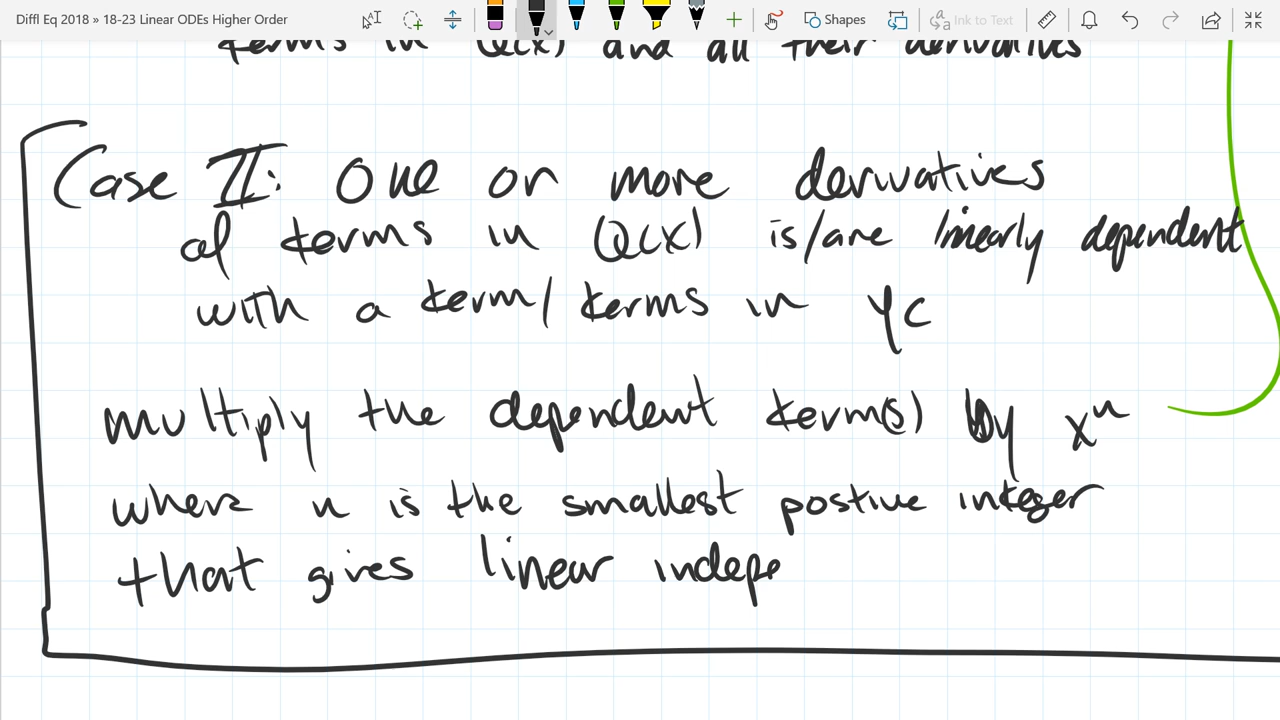 Diffl Eq 2018 » 18-23 Linear ODEs Higher Order
Shapes
Ink to Text
terms in Q(x) and all their derivatives
Case II: One or more derivatives
of terms in Q(x) is/are linearly dependent
with a term/terms in yc
multiply the dependent term(s) by x^n
where n is the smallest postive integer
that gives linear indepe